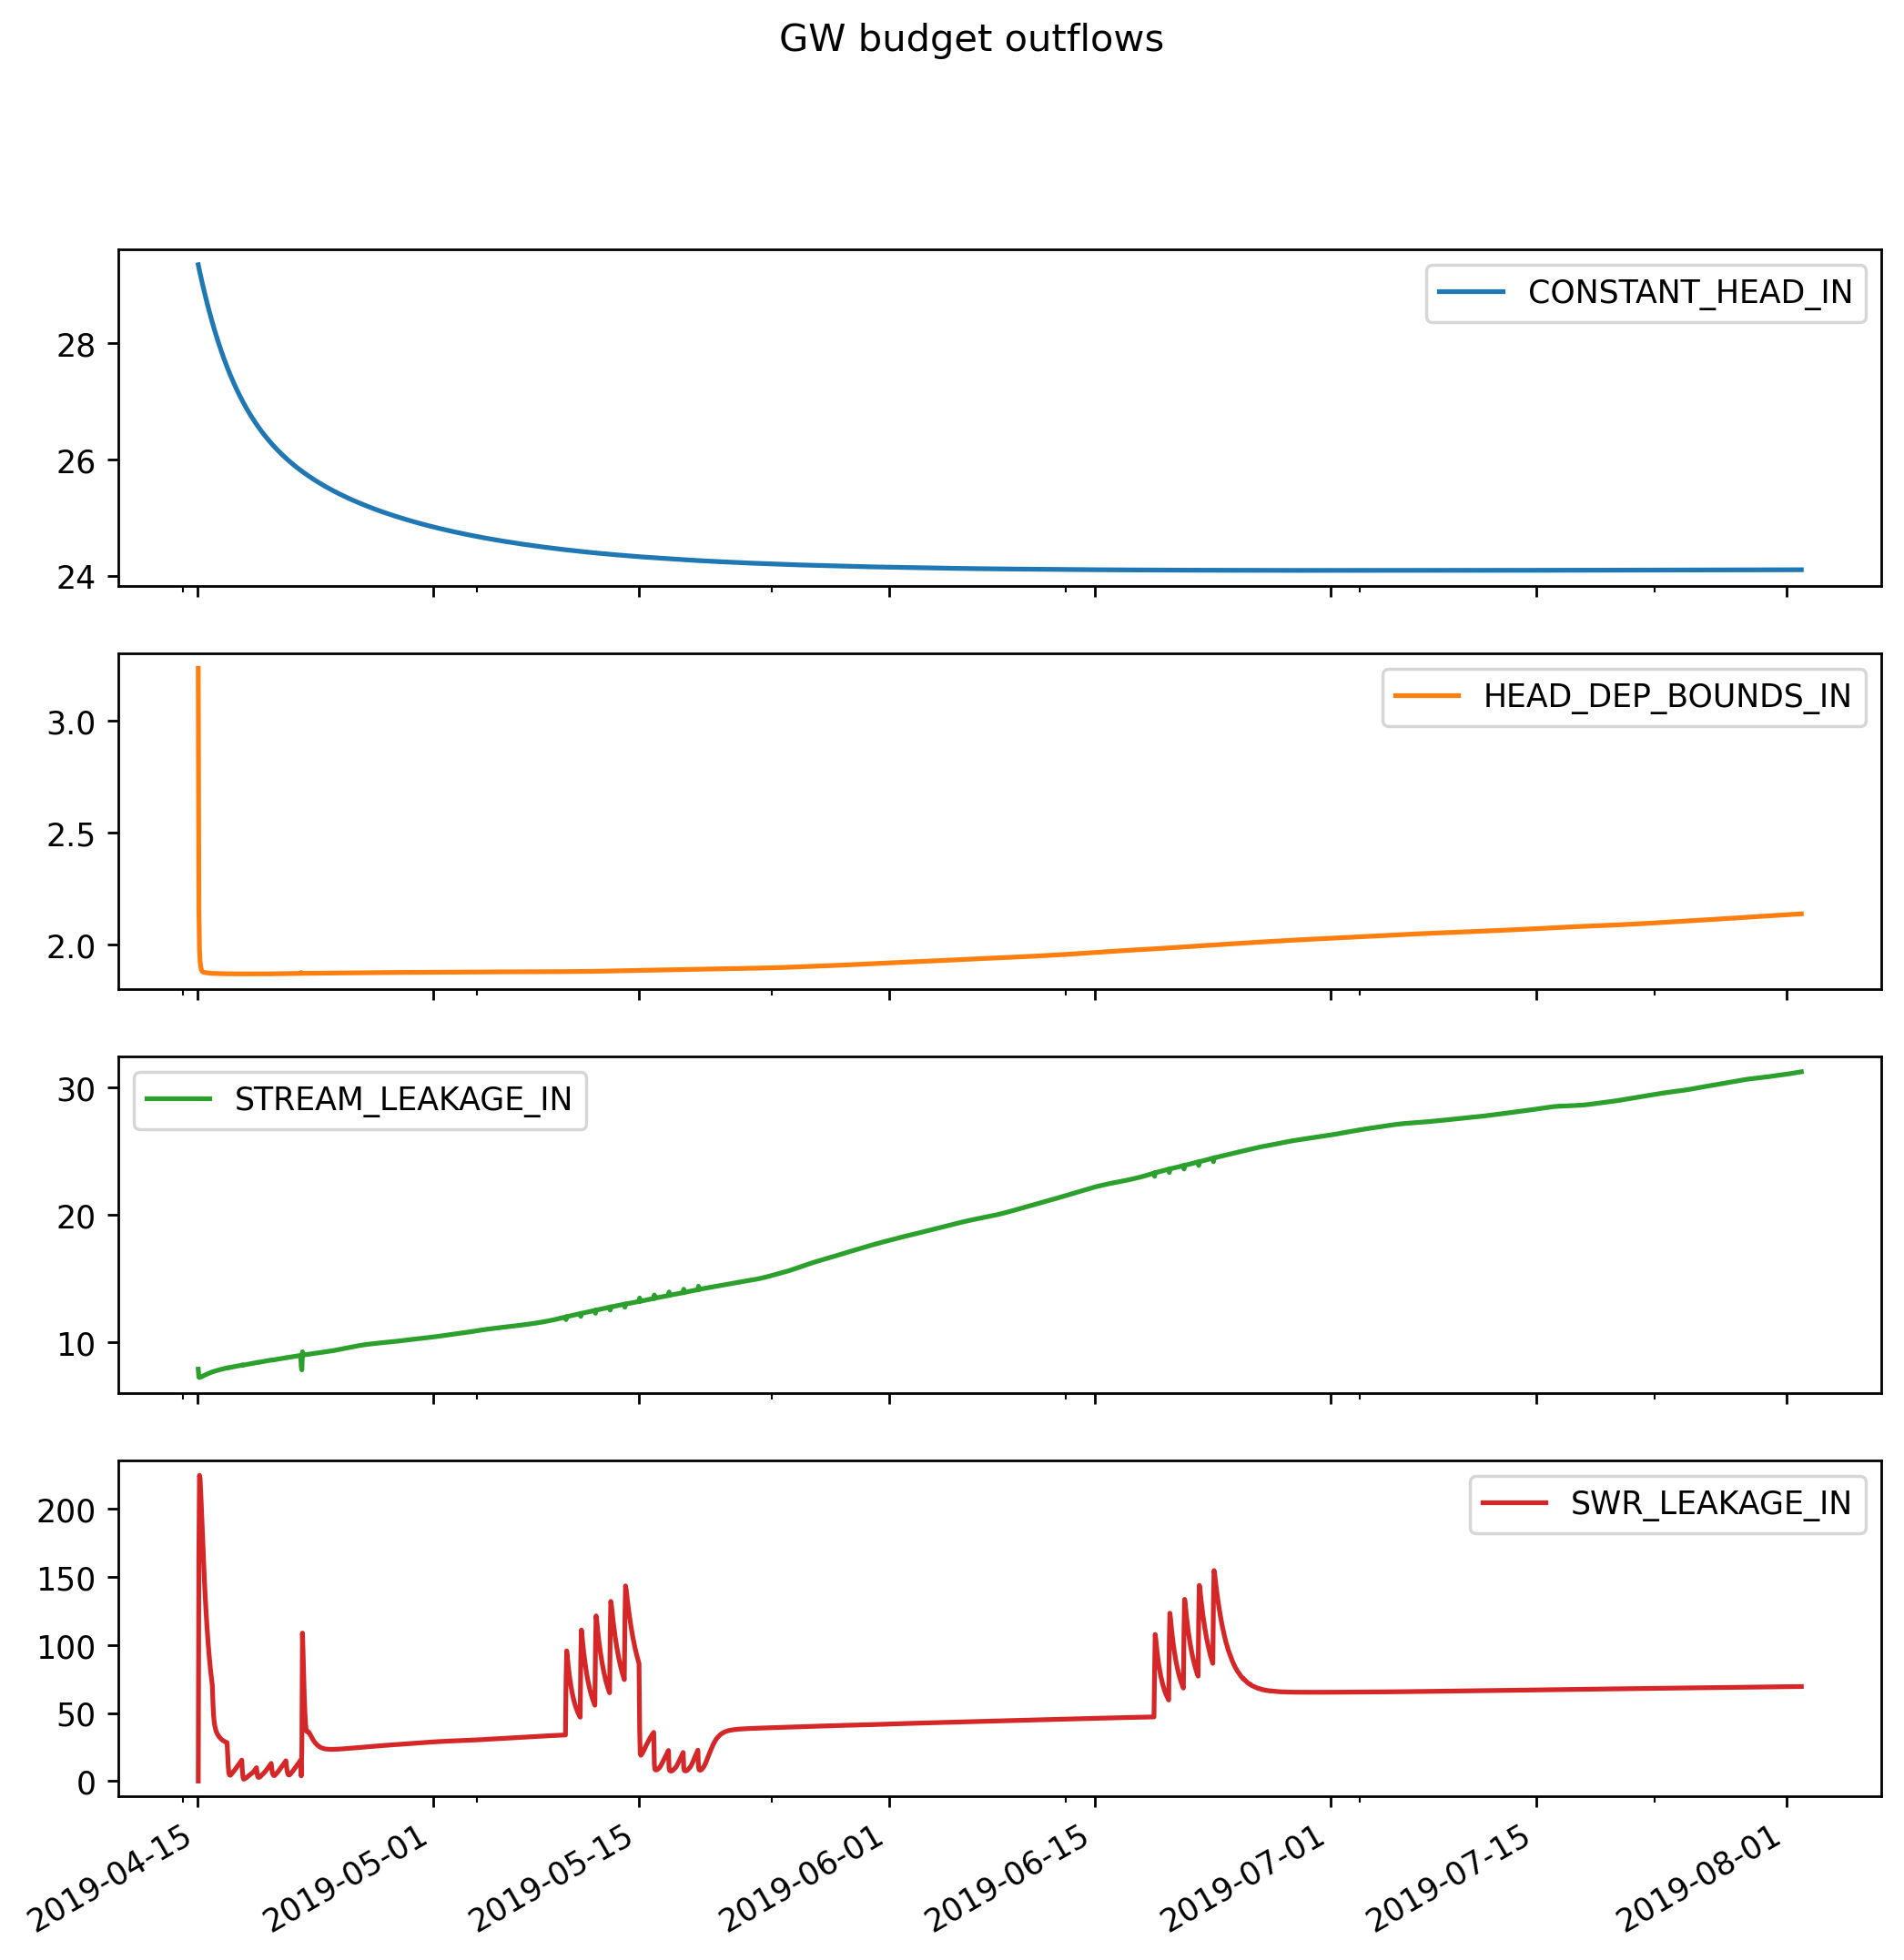 GW budget outflows
CONSTANT_HEAD_IN
28
26
24
HEAD_DEP_BOUNDS_IN
3.0
2.5
2.0
STREAM_LEAKAGE_IN
30
20
10
SWR_LEAKAGE_IN
200
150
100
50
0
2019-04-15 2019-05-01 2019-05-15 2019-06-01 2019-06-15 2019-07-01 2019-07-15 2019-08-01